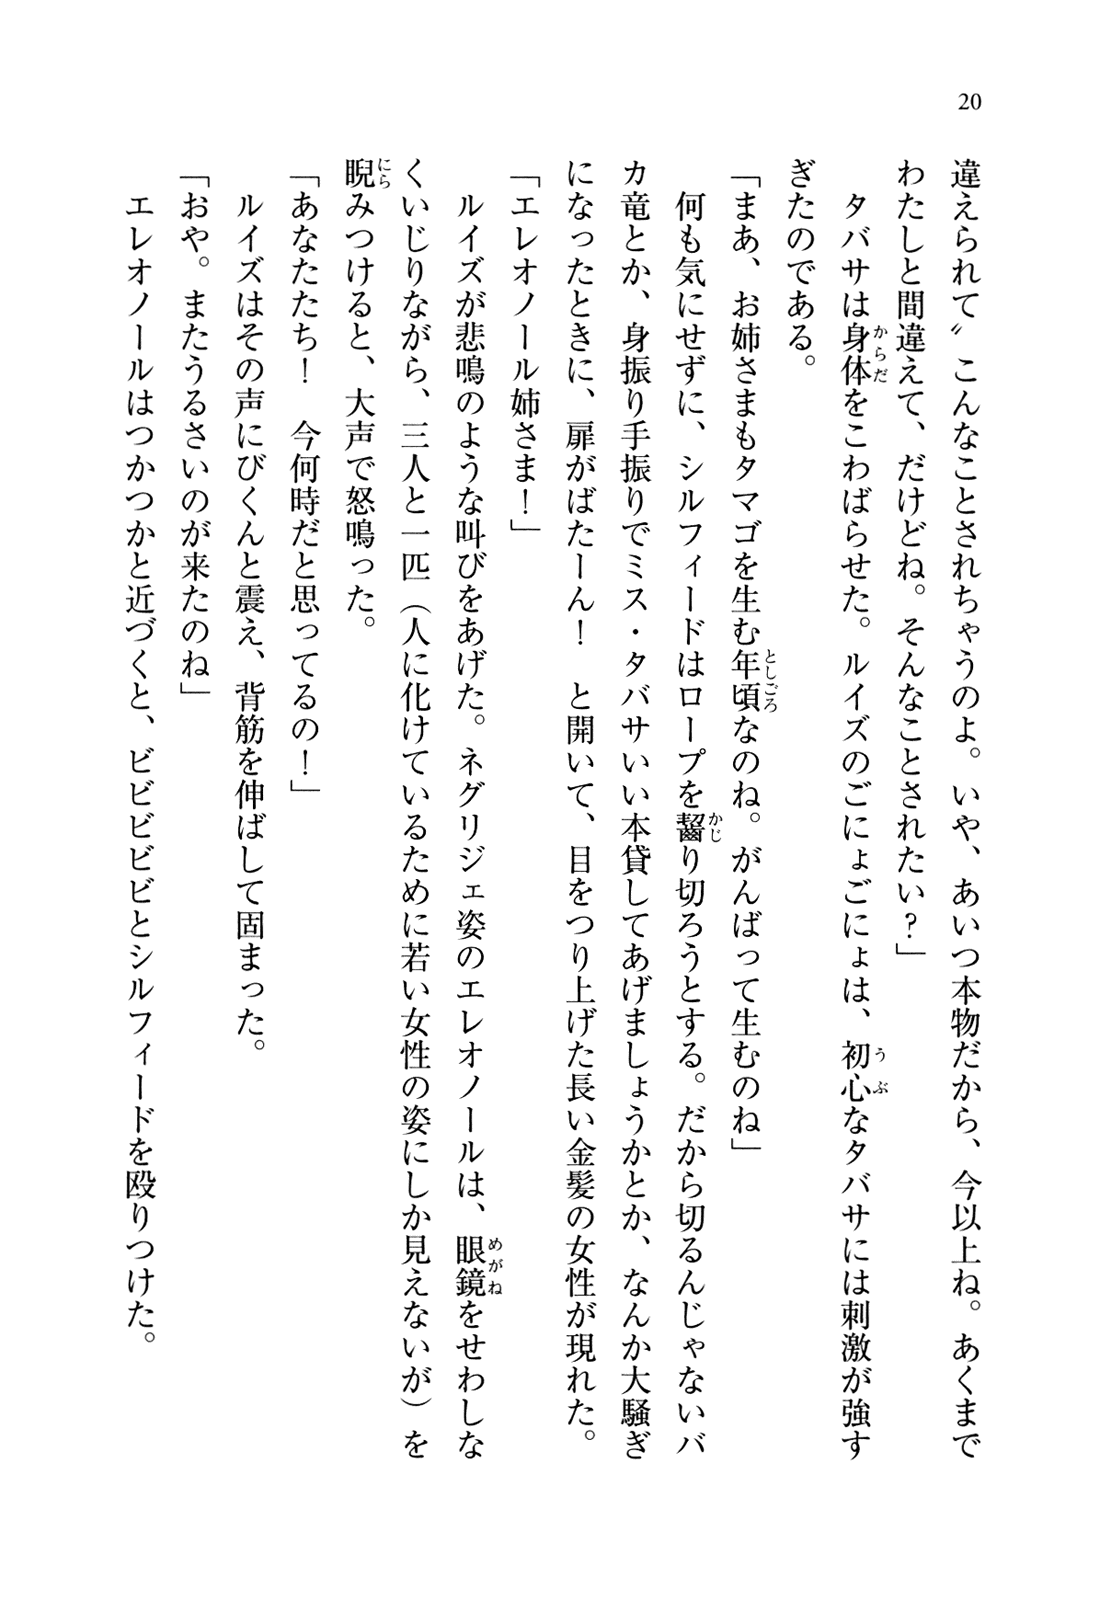 20
違えられて〟こんなことされちゃうのよ。いや、あいつ本物だから、今以上ね。あくまで
わたしと間違えて、だけどね。そんなことされたい？」
　タバサは身体をこわばらせた。ルイズのごにょごにょは、初心なタバサには刺激が強す
ぎたのである。
「まあ、お姉さまもタマゴを生む年頃なのね。がんばって生むのね」
　何も気にせずに、シルフィードはロープを齧り切ろうとする。だから切るんじゃないバ
カ竜とか、身振り手振りでミス・タバサいい本貸してあげましょうかとか、なんか大騒ぎ
になったときに、扉がばたーん！　と開いて、目をつり上げた長い金髪の女性が現れた。
「エレオノール姉さま！」
　ルイズが悲鳴のような叫びをあげた。ネグリジェ姿のエレオノールは、眼鏡をせわしな
くいじりながら、三人と一匹（人に化けているために若い女性の姿にしか見えないが）を
睨みつけると、大声で怒鳴った。
「あなたたち！　今何時だと思ってるの！」
　ルイズはその声にびくんと震え、背筋を伸ばして固まった。
「おや。またうるさいのが来たのね」
　エレオノールはつかつかと近づくと、ビビビビビとシルフィードを殴りつけた。